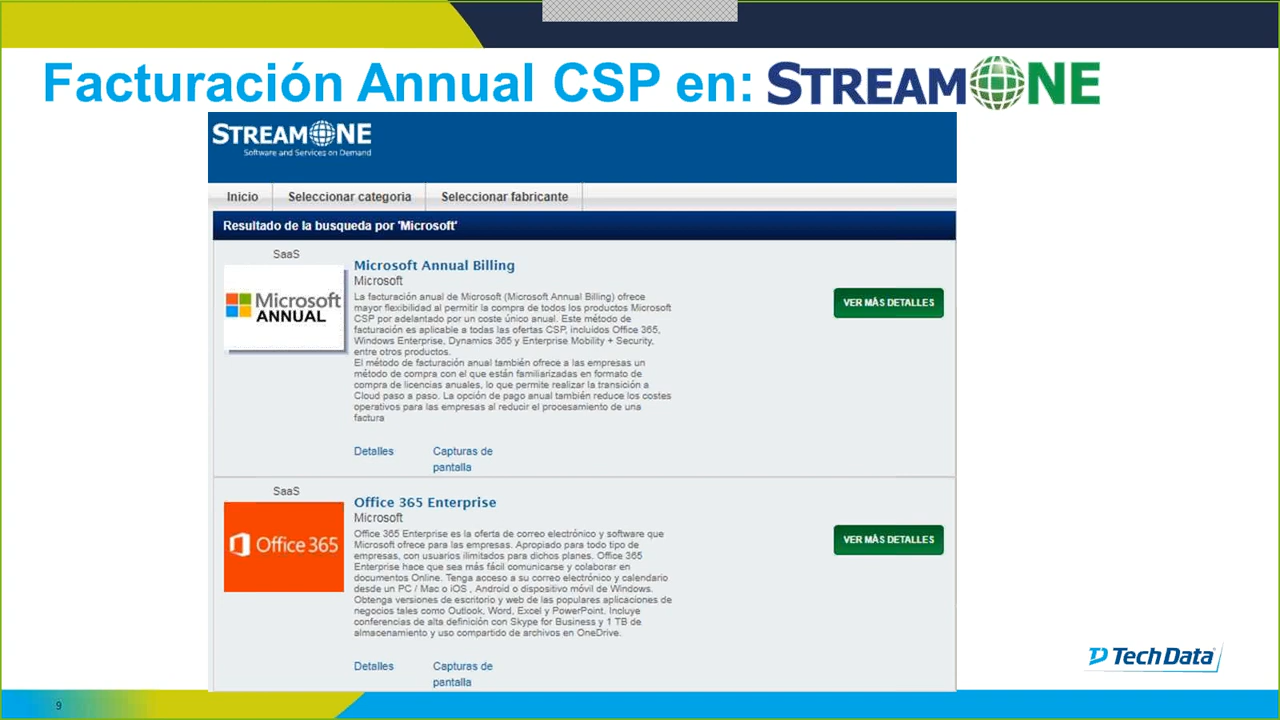 Facturación Annual CSP en: STREAMONE
STREAMONE
Software and Services on Demand
Inicio Seleccionar categoria Seleccionar fabricante
Resultado de la busqueda por 'Microsoft'
SaaS
Microsoft
ANNUAL
Microsoft Annual Billing
Microsoft
La facturación anual de Microsoft (Microsoft Annual Billing) ofrece
mayor flexibilidad al permitir la compra de todos los productos Microsoft
CSP por adelantado por un coste único anual. Este método de
facturación es aplicable a todas las ofertas CSP, incluidos Office 365,
Windows Enterprise, Dynamics 365 y Enterprise Mobility + Security,
entre otros productos.
El método de facturación anual también ofrece a las empresas un
método de compra con el que están familiarizadas en formato de
compra de licencias anuales, lo que permite realizar la transición a
Cloud paso a paso. La opción de pago anual también reduce los costes
operativos para las empresas al reducir el procesamiento de una
factura
VER MÁS DETALLES
Detalles Capturas de
pantalla
SaaS
Office 365
Office 365 Enterprise
Microsoft
Office 365 Enterprise es la oferta de correo electrónico y software que
Microsoft ofrece para las empresas. Apropiado para todo tipo de
empresas, con usuarios ilimitados para dichos planes. Office 365
Enterprise hace que sea más fácil comunicarse y colaborar en
documentos Online. Tenga acceso a su correo electrónico y calendario
desde un PC / Mac o iOS , Android o dispositivo móvil de Windows.
Obtenga versiones de escritorio y web de las populares aplicaciones de
negocios tales como Outlook, Word, Excel y PowerPoint. Incluye
conferencias de alta definición con Skype for Business y 1 TB de
almacenamiento y uso compartido de archivos en OneDrive.
VER MÁS DETALLES
Detalles Capturas de
pantalla
Tech Data
9